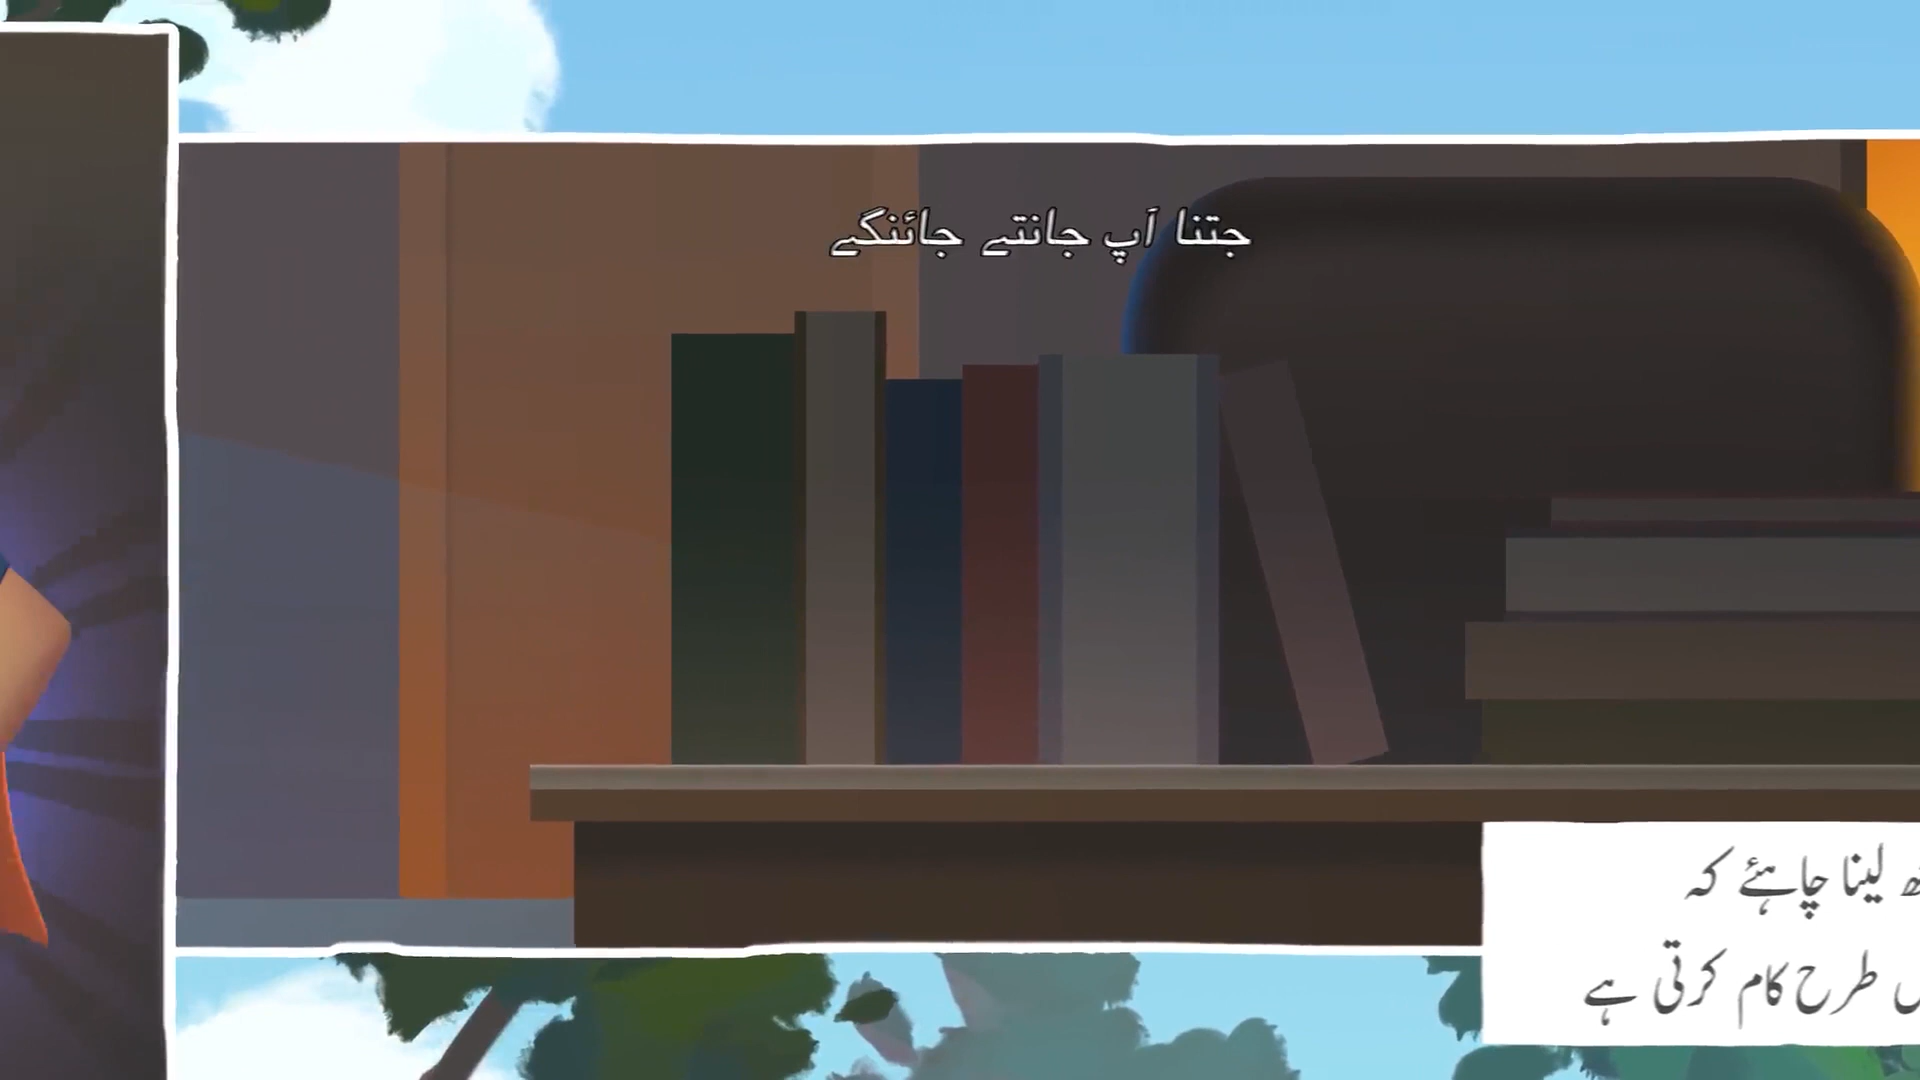 جتنا آپ جانتے جائنگے
لینا چاہئے کہ
طرح کام کرتی ہے